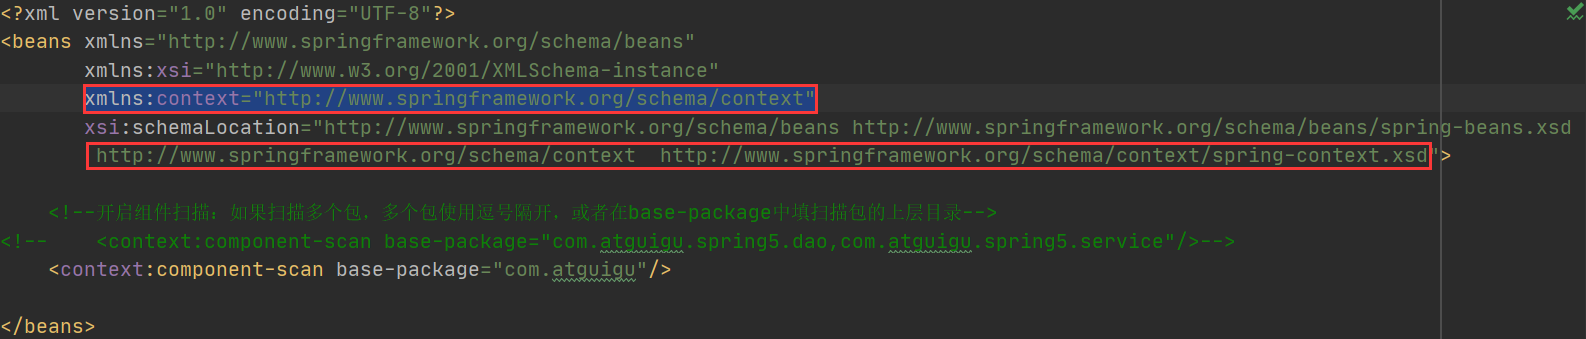 <?xml version="1.0" encoding="UTF-8"?>
<beans xmlns="http://www.springframework.org/schema/beans"
xmlns:xsi="http://www.w3.org/2001/XMLSchema-instance"
xmlns:context="http://www.springframework.org/schema/context"
xsi:schemaLocation="http://www.springframework.org/schema/beans http://www.springframework.org/schema/beans/spring-beans.xsd
http://www.springframework.org/schema/context  http://www.springframework.org/schema/context/spring-context.xsd">
<!--开启组件扫描：如果扫描多个包，多个包使用逗号隔开，或者在base-package中填扫描包的上层目录-->
<!--    <context:component-scan base-package="com.atguigu.spring5.dao,com.atguigu.spring5.service"/>-->
<context:component-scan base-package="com.atguigu"/>
</beans>